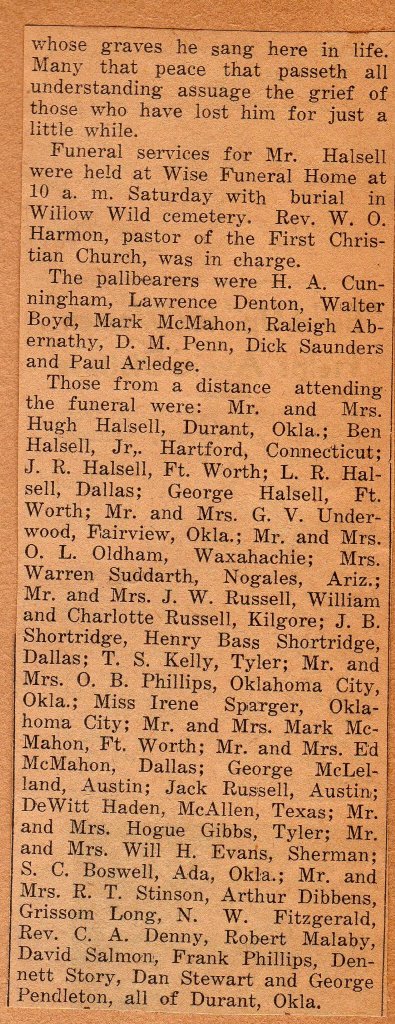 whose graves he sang here in life.
Many that peace that passeth all
understanding assuage the grief of
those who have lost him for just a
little while.
Funeral services for Mr. Halsell
were held at Wise Funeral Home at
10 a. m. Saturday with burial in
Willow Wild cemetery. Rev. W. O.
Harmon, pastor of the First Chris-
tian Church, was in charge.
The pallbearers were H. A. Cun-
ningham, Lawrence Denton, Walter
Boyd, Mark McMahon, Raleigh Ab-
ernathy, D. M. Penn, Dick Saunders
and Paul Arledge.
Those from a distance attending
the funeral were: Mr. and Mrs.
Hugh Halsell, Durant, Okla.; Ben
Halsell, Jr,. Hartford, Connecticut;
J. R. Halsell, Ft. Worth; L. R. Hal-
sell, Dallas; George Halsell, Ft.
Worth; Mr. and Mrs. G. V. Under-
wood, Fairview, Okla.; Mr. and Mrs.
O. L. Oldham, Waxahachie; Mrs.
Warren Suddarth, Nogales, Ariz.;
Mr. and Mrs. J. W. Russell, William
and Charlotte Russell, Kilgore; J. B.
Shortridge, Henry Bass Shortridge,
Dallas; T. S. Kelly, Tyler; Mr. and
Mrs. O. B. Phillips, Oklahoma City,
Okla.; Miss Irene Sparger, Okla-
homa City; Mr. and Mrs. Mark Mc-
Mahon, Ft. Worth; Mr. and Mrs. Ed
McMahon, Dallas; George McLel-
land, Austin; Jack Russell, Austin;
DeWitt Haden, McAllen, Texas; Mr.
and Mrs. Hogue Gibbs, Tyler; Mr.
and Mrs. Will H. Evans, Sherman;
S. C. Boswell, Ada, Okla.; Mr. and
Mrs. R. T. Stinson, Arthur Dibbens,
Grissom Long, N. W. Fitzgerald,
Rev. C. A. Denny, Robert Malaby,
David Salmon, Frank Phillips, Den-
nett Story, Dan Stewart and George
Pendleton, all of Durant, Okla.